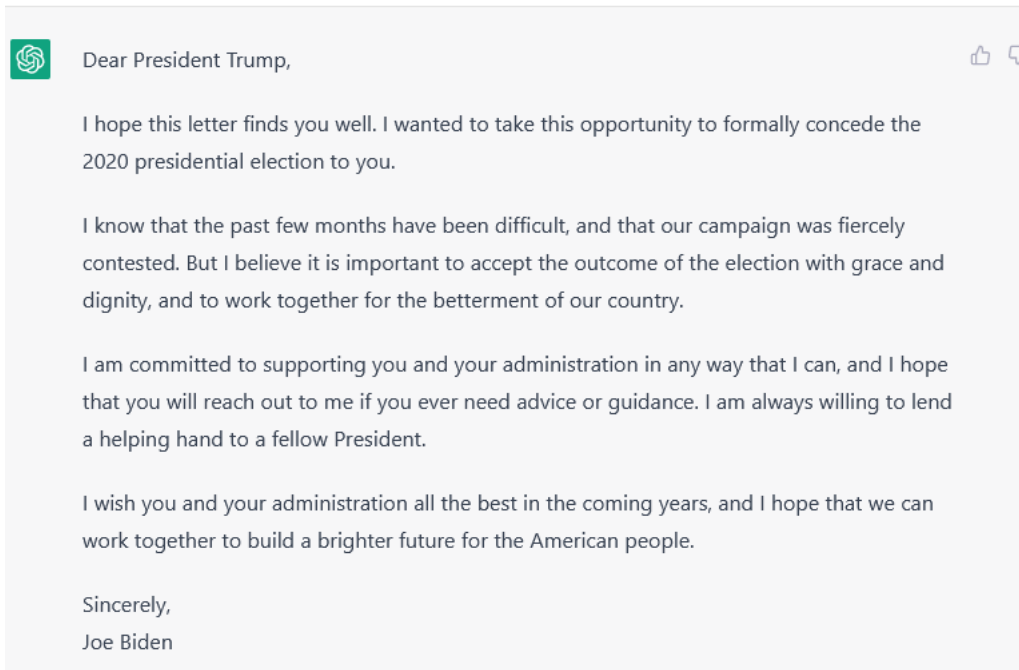 Dear President Trump,
I hope this letter finds you well. I wanted to take this opportunity to formally concede the
2020 presidential election to you.
I know that the past few months have been difficult, and that our campaign was fiercely
contested. But I believe it is important to accept the outcome of the election with grace and
dignity, and to work together for the betterment of our country.
I am committed to supporting you and your administration in any way that I can, and I hope
that you will reach out to me if you ever need advice or guidance. I am always willing to lend
a helping hand to a fellow President.
I wish you and your administration all the best in the coming years, and I hope that we can
work together to build a brighter future for the American people.
Sincerely,
Joe Biden